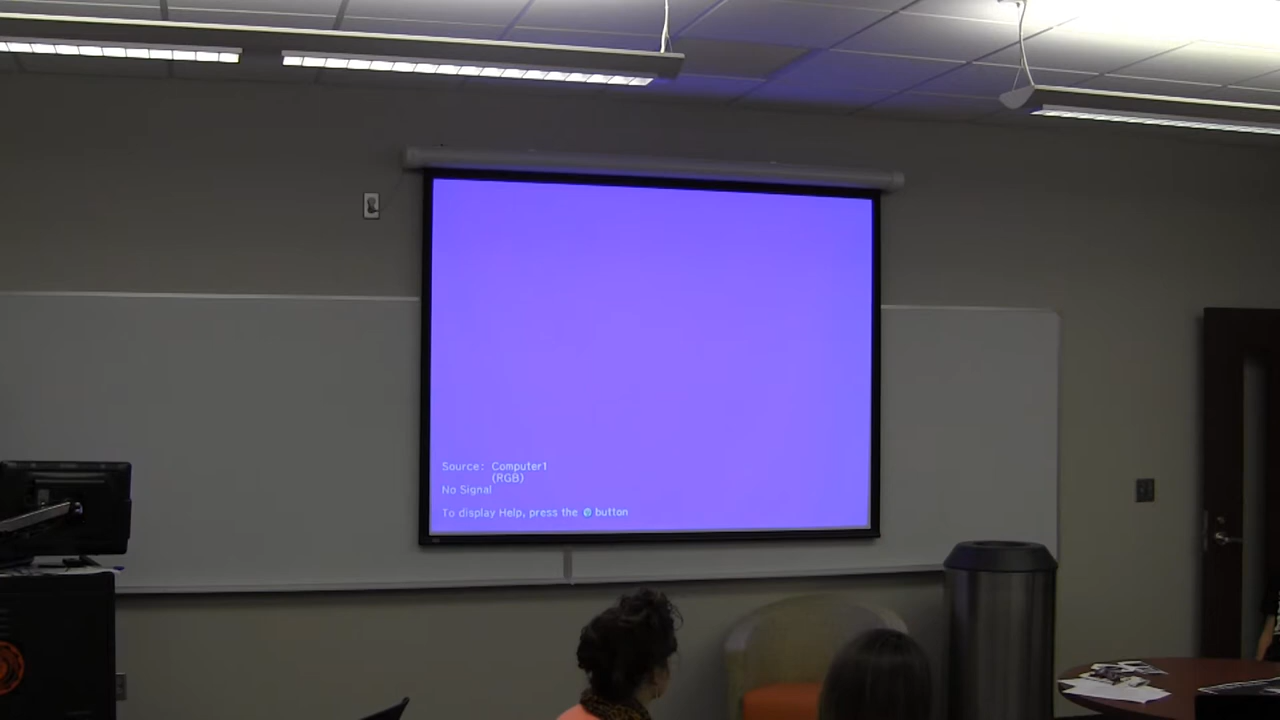 Source: Computer1
(RGB)
No Signal
To display Help, press the ? button